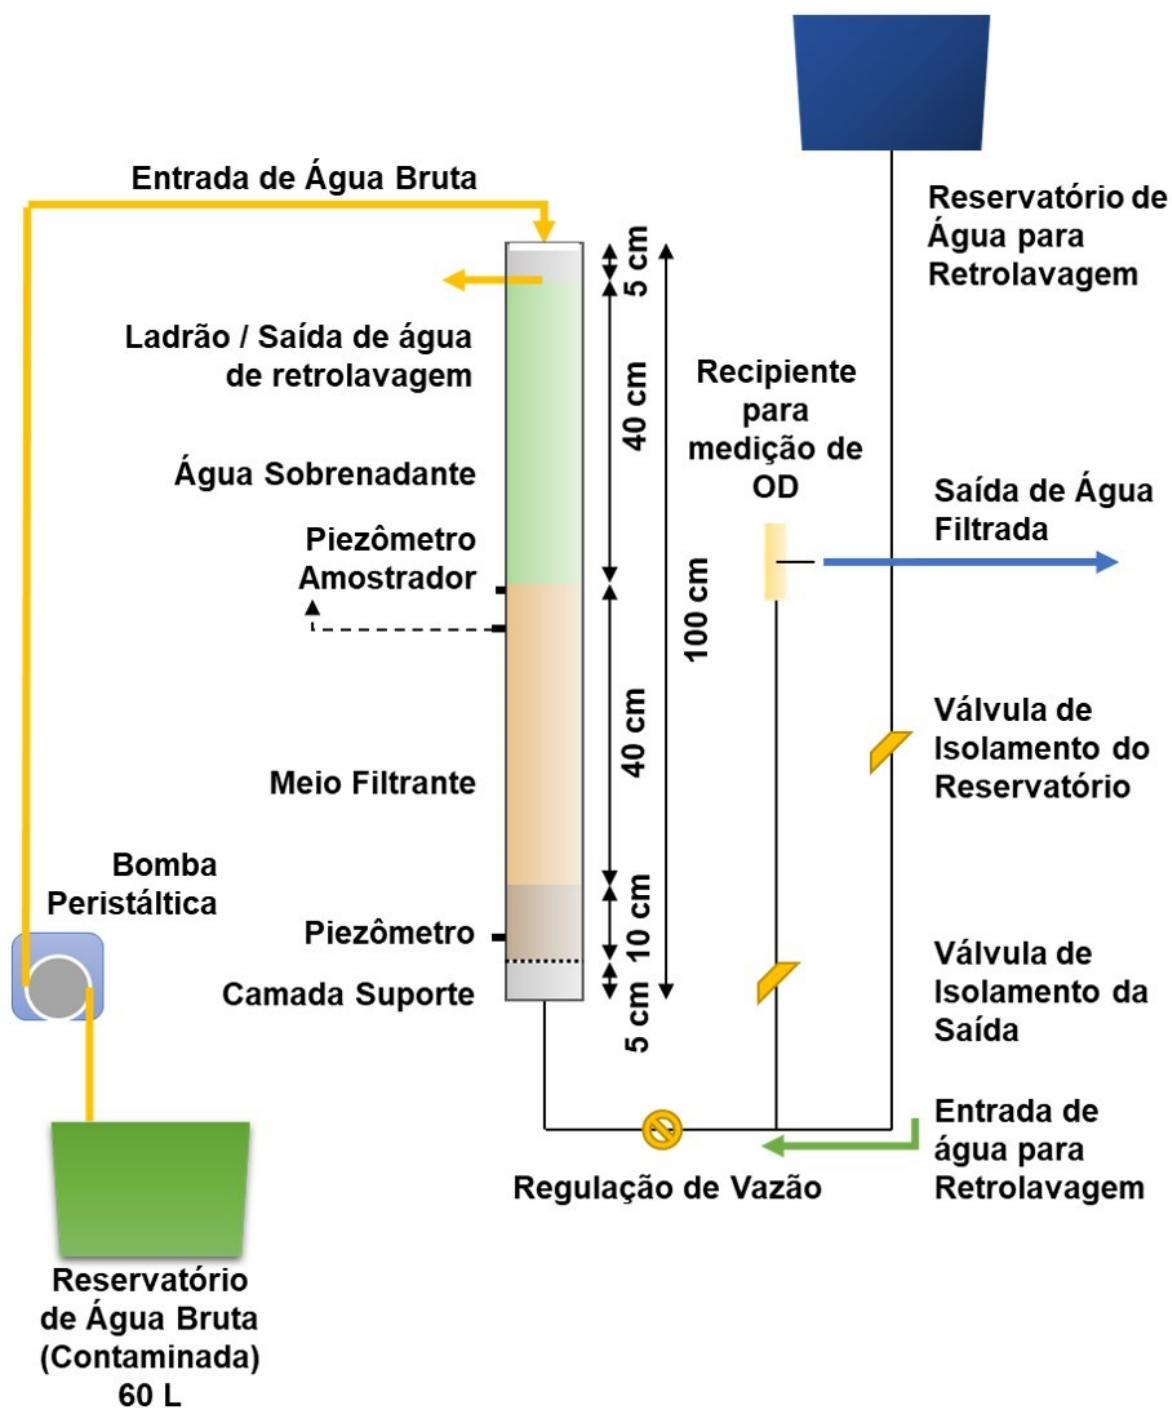 Entrada de Água Bruta
Reservatório de
Água para
Retrolavagem
5 cm
Ladrão / Saída de água
de retrolavagem
40 cm
Recipiente
para
medição de
OD
Água Sobrenadante
Saída de Água
Filtrada
Piezômetro
Amostrador
100 cm
40 cm
Válvula de
Isolamento do
Reservatório
Meio Filtrante
Bomba
Peristáltica
Piezômetro
10 cm
Camada Suporte
5 cm
Válvula de
Isolamento da
Saída
Entrada de
água para
Retrolavagem
Regulação de Vazão
Reservatório
de Água Bruta
(Contaminada)
60 L